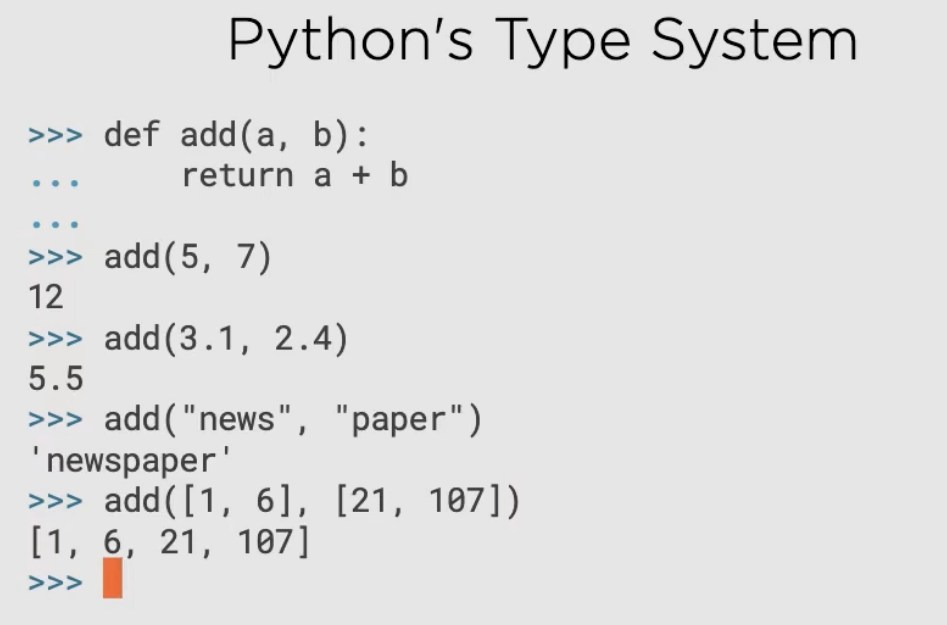 Python's Type System
>>> def add(a, b):
...     return a + b
...
>>> add(5, 7)
12
>>> add(3.1, 2.4)
5.5
>>> add("news", "paper")
'newspaper'
>>> add([1, 6], [21, 107])
[1, 6, 21, 107]
>>>